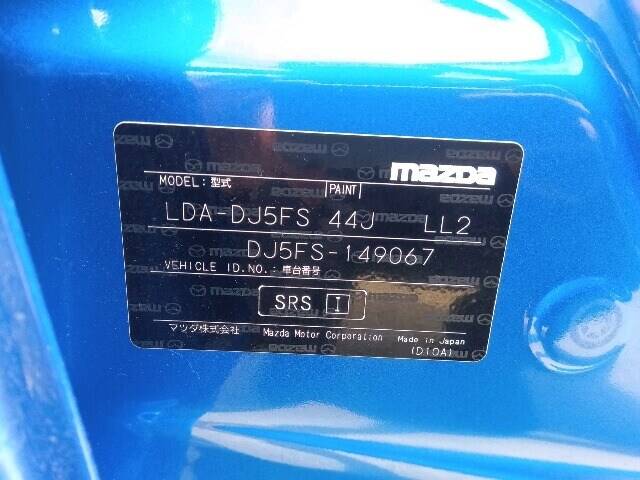 mazda
MODEL:型式 PAINT
LDA-DJ5FS 44J LL2
DJ5FS-149067
VEHICLE ID.NO.:車台番号
SRS I
マツダ株式会社 Mazda Motor Corporation Made in Japan
(D10A)